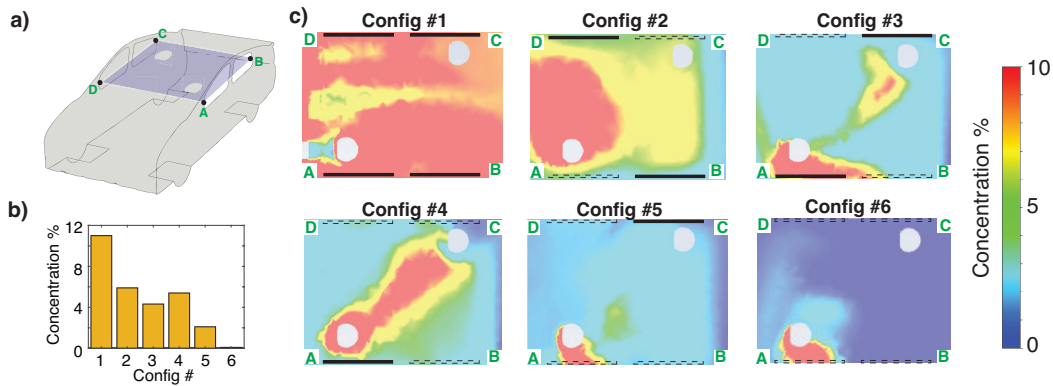 a)
C
B
D
A
b)
Concentration %
12
8
4
0
1 2 3 4 5 6
Config #
c)
Config #1
D C
A B
Config #2
D C
A B
Config #3
D C
A B
Config #4
D C
A B
Config #5
D C
A B
Config #6
D C
A B
10
5
0
Concentration %